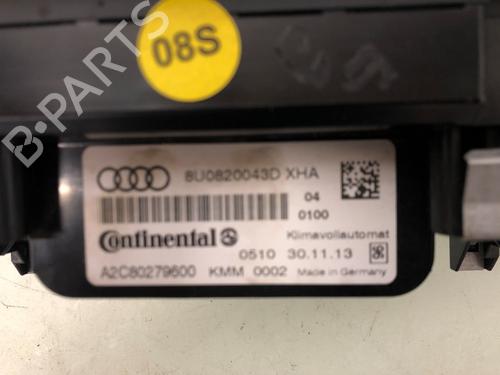 08S
B-PARTS
8U0820043D XHA
04
0100
Continental
Klimavollautomat
0510 30.11.13
A2C80279600 KMM 0002 Made in Germany